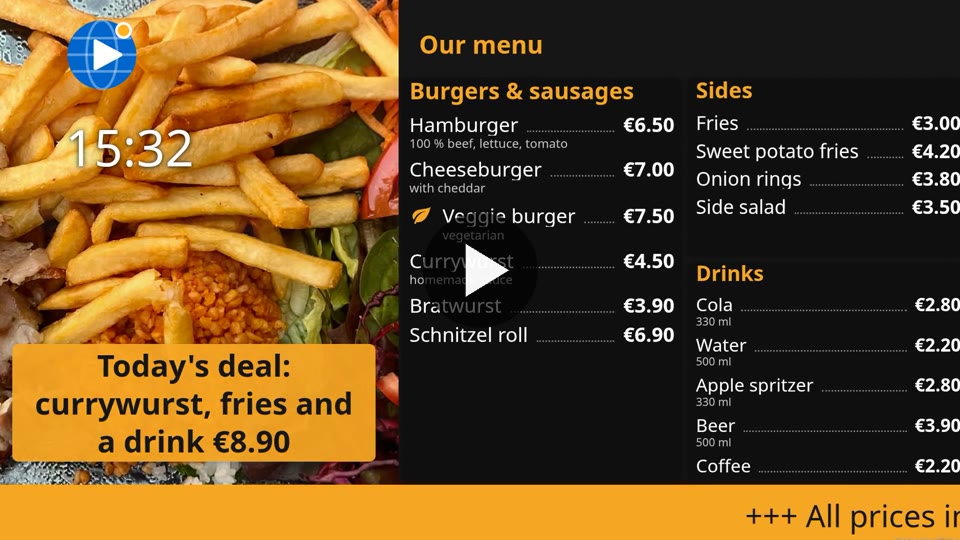 15:32
Today's deal:
currywurst, fries and
a drink €8.90
Our menu
Burgers & sausages
Hamburger €6.50
100 % beef, lettuce, tomato
Cheeseburger €7.00
with cheddar
Veggie burger €7.50
vegetarian
Currywurst €4.50
homemade sauce
Bratwurst €3.90
Schnitzel roll €6.90
Sides
Fries €3.00
Sweet potato fries €4.20
Onion rings €3.80
Side salad €3.50
Drinks
Cola €2.80
330 ml
Water €2.20
500 ml
Apple spritzer €2.80
330 ml
Beer €3.90
500 ml
Coffee €2.20
+++ All prices in